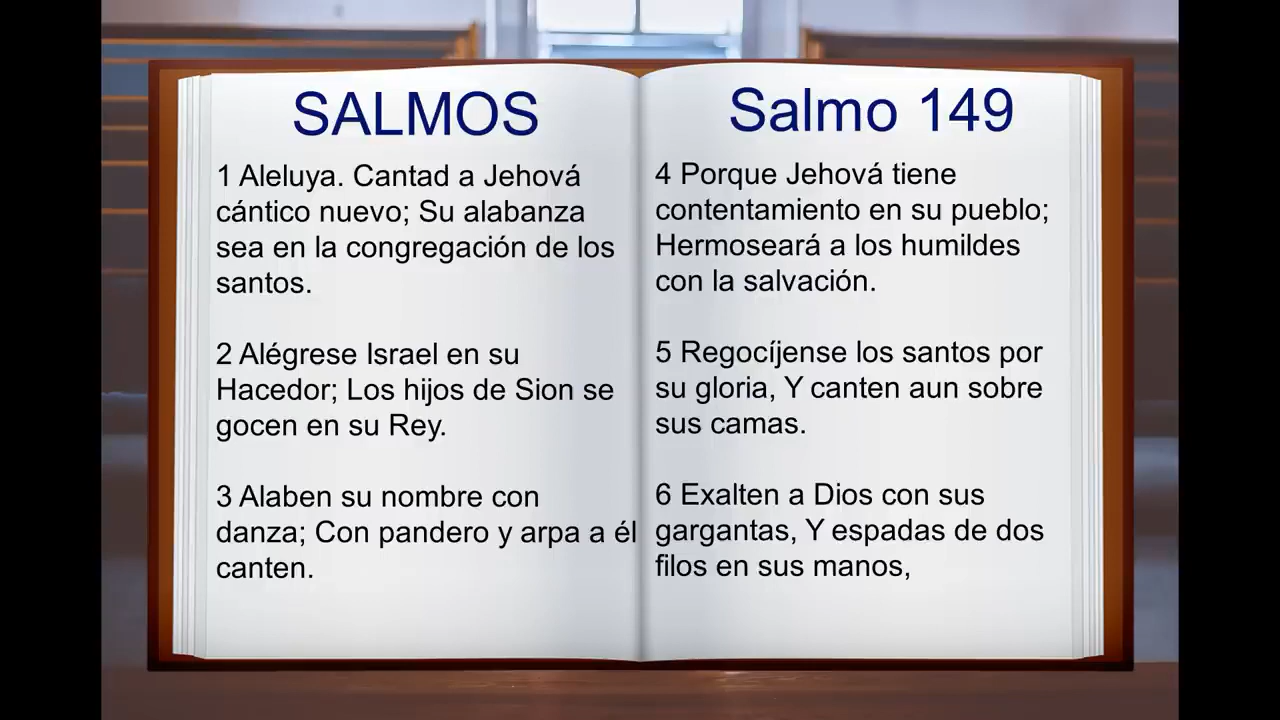 SALMOS
1 Aleluya. Cantad a Jehová
cántico nuevo; Su alabanza
sea en la congregación de los
santos.
2 Alégrese Israel en su
Hacedor; Los hijos de Sion se
gocen en su Rey.
3 Alaben su nombre con
danza; Con pandero y arpa a él
canten.
Salmo 149
4 Porque Jehová tiene
contentamiento en su pueblo;
Hermoseará a los humildes
con la salvación.
5 Regocíjense los santos por
su gloria, Y canten aun sobre
sus camas.
6 Exalten a Dios con sus
gargantas, Y espadas de dos
filos en sus manos,